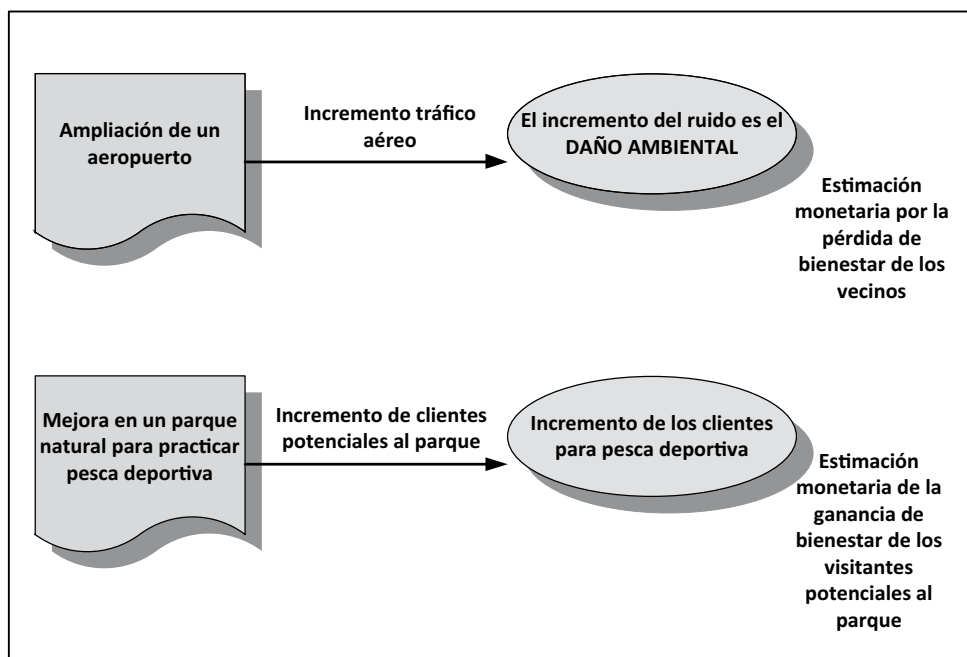 Ampliación de un
aeropuerto
Incremento tráfico
aéreo
El incremento del ruido es el
DAÑO AMBIENTAL
Estimación
monetaria por la
pérdida de
bienestar de los
vecinos
Mejora en un parque
natural para practicar
pesca deportiva
Incremento de clientes
potenciales al parque
Incremento de los clientes
para pesca deportiva
Estimación
monetaria de la
ganancia de
bienestar de los
visitantes
potenciales al
parque